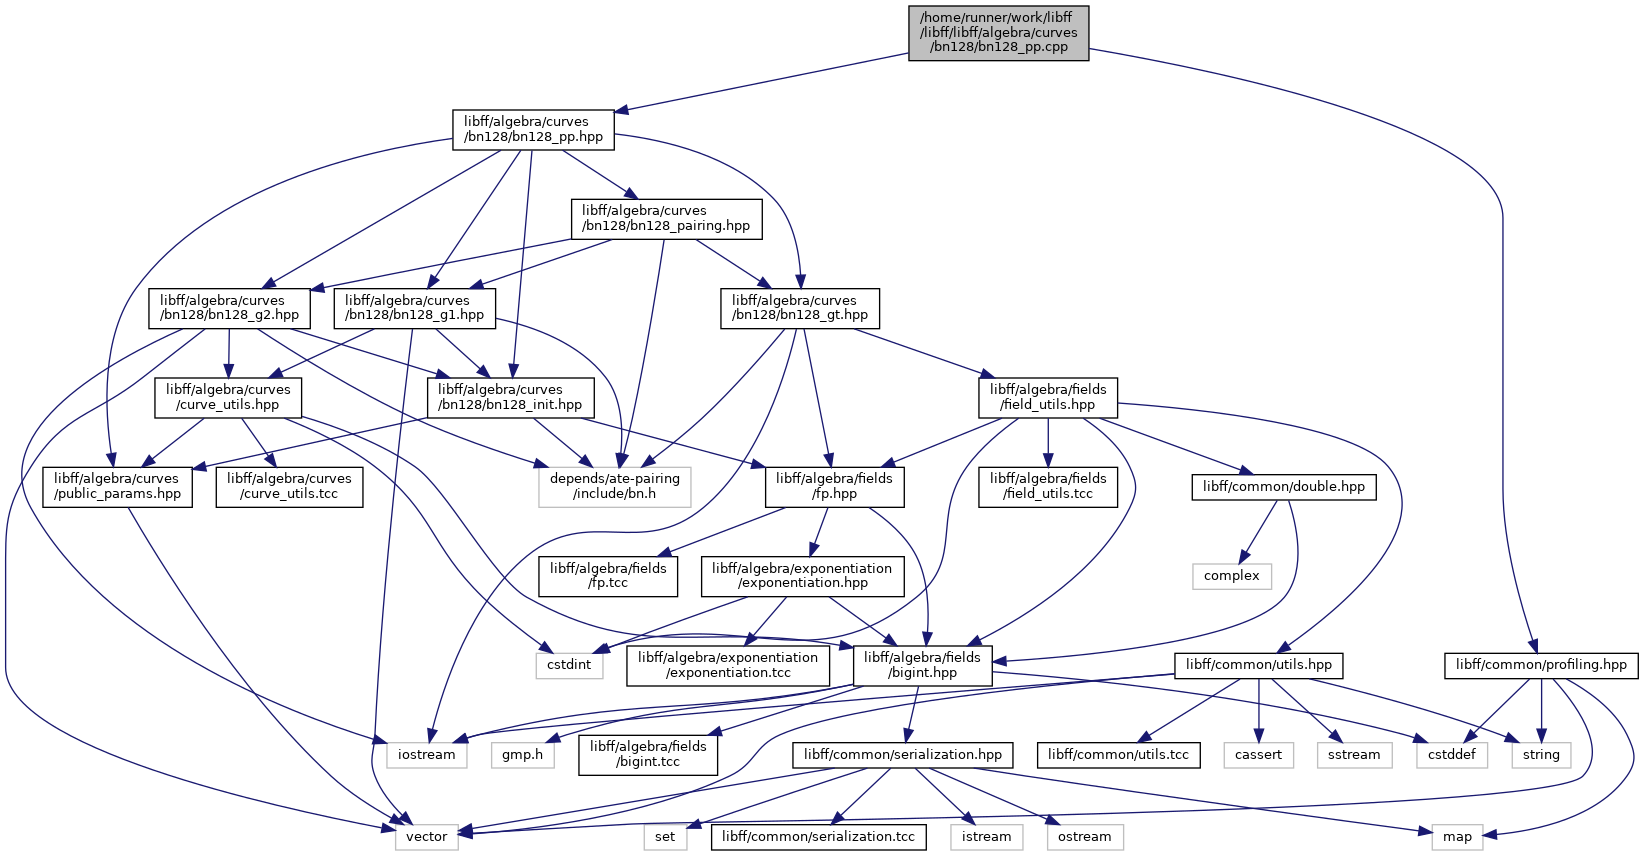 /home/runner/work/libff
/libff/libff/algebra/curves
/bn128/bn128_pp.cpp
libff/algebra/curves
/bn128/bn128_pp.hpp
libff/algebra/curves
/bn128/bn128_pairing.hpp
libff/algebra/curves
/bn128/bn128_g2.hpp
libff/algebra/curves
/bn128/bn128_g1.hpp
libff/algebra/curves
/bn128/bn128_gt.hpp
libff/algebra/curves
/curve_utils.hpp
libff/algebra/curves
/bn128/bn128_init.hpp
libff/algebra/fields
/field_utils.hpp
libff/algebra/curves
/public_params.hpp
libff/algebra/curves
/curve_utils.tcc
depends/ate-pairing
/include/bn.h
libff/algebra/fields
/fp.hpp
libff/algebra/fields
/field_utils.tcc
libff/common/double.hpp
libff/algebra/fields
/fp.tcc
libff/algebra/exponentiation
/exponentiation.hpp
complex
cstdint
libff/algebra/exponentiation
/exponentiation.tcc
libff/algebra/fields
/bigint.hpp
libff/common/utils.hpp
libff/common/profiling.hpp
iostream
gmp.h
libff/algebra/fields
/bigint.tcc
libff/common/serialization.hpp
libff/common/utils.tcc
cassert
sstream
cstddef
string
vector
set
libff/common/serialization.tcc
istream
ostream
map